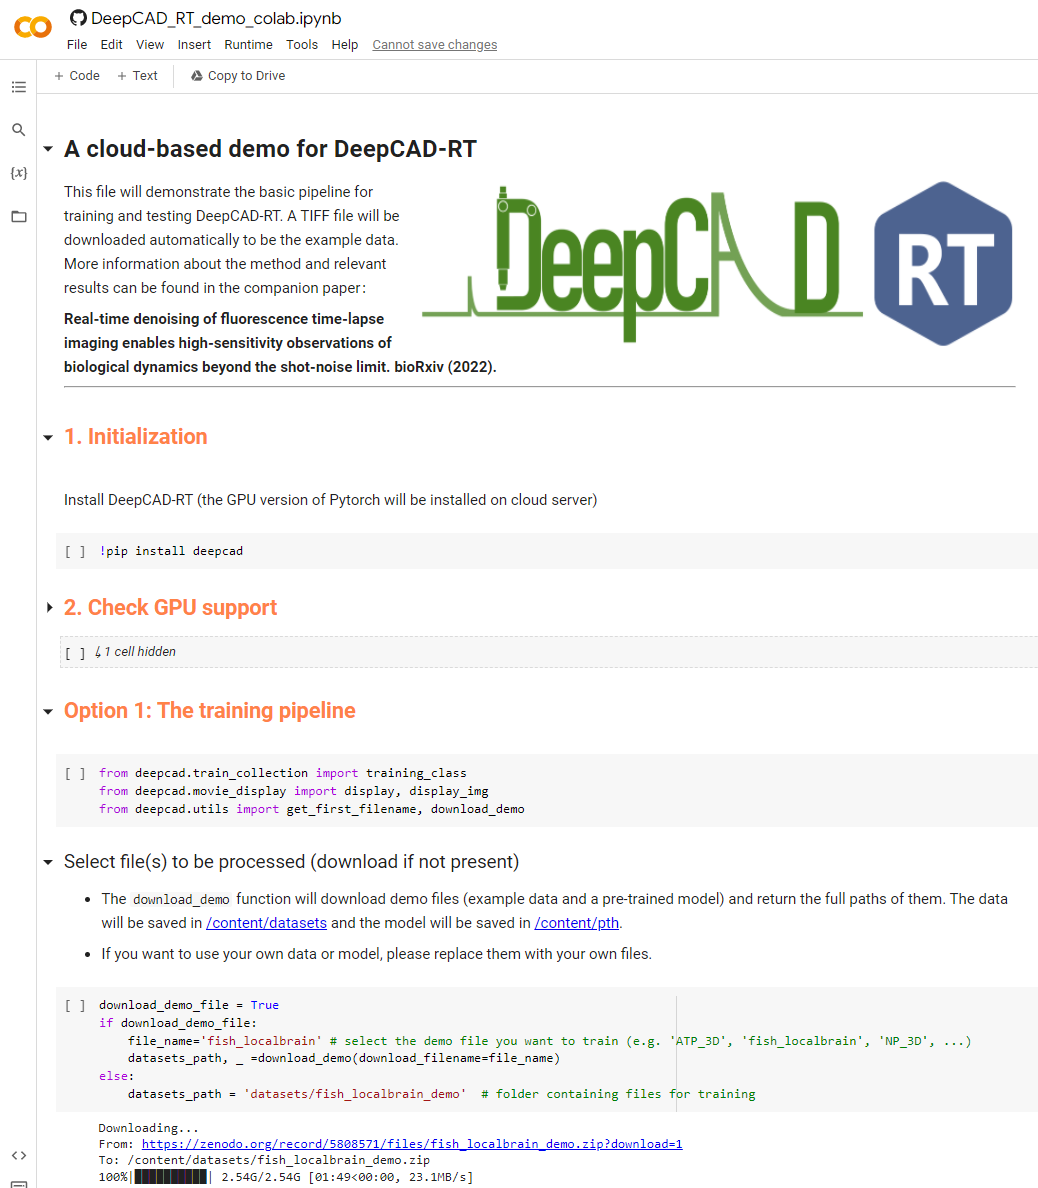 DeepCAD_RT_demo_colab.ipynb
File Edit View Insert Runtime Tools Help Cannot save changes
+ Code + Text Copy to Drive
A cloud-based demo for DeepCAD-RT
This file will demonstrate the basic pipeline for
training and testing DeepCAD-RT. A TIFF file will be
downloaded automatically to be the example data.
More information about the method and relevant
results can be found in the companion paper:
DeepCAD RT
Real-time denoising of fluorescence time-lapse
imaging enables high-sensitivity observations of
biological dynamics beyond the shot-noise limit. bioRxiv (2022).
1. Initialization
Install DeepCAD-RT (the GPU version of Pytorch will be installed on cloud server)
[ ] !pip install deepcad
2. Check GPU support
[ ] ↳ 1 cell hidden
Option 1: The training pipeline
[ ] from deepcad.train_collection import training_class
from deepcad.movie_display import display, display_img
from deepcad.utils import get_first_filename, download_demo
Select file(s) to be processed (download if not present)
• The download_demo function will download demo files (example data and a pre-trained model) and return the full paths of them. The data
will be saved in /content/datasets and the model will be saved in /content/pth.
• If you want to use your own data or model, please replace them with your own files.
[ ] download_demo_file = True
if download_demo_file:
file_name='fish_localbrain' # select the demo file you want to train (e.g. 'ATP_3D', 'fish_localbrain', 'NP_3D', ...)
datasets_path, _ =download_demo(download_filename=file_name)
else:
datasets_path = 'datasets/fish_localbrain_demo'  # folder containing files for training
Downloading...
From: https://zenodo.org/record/5808571/files/fish_localbrain_demo.zip?download=1
To: /content/datasets/fish_localbrain_demo.zip
100%|██████████| 2.54G/2.54G [01:49<00:00, 23.1MB/s]